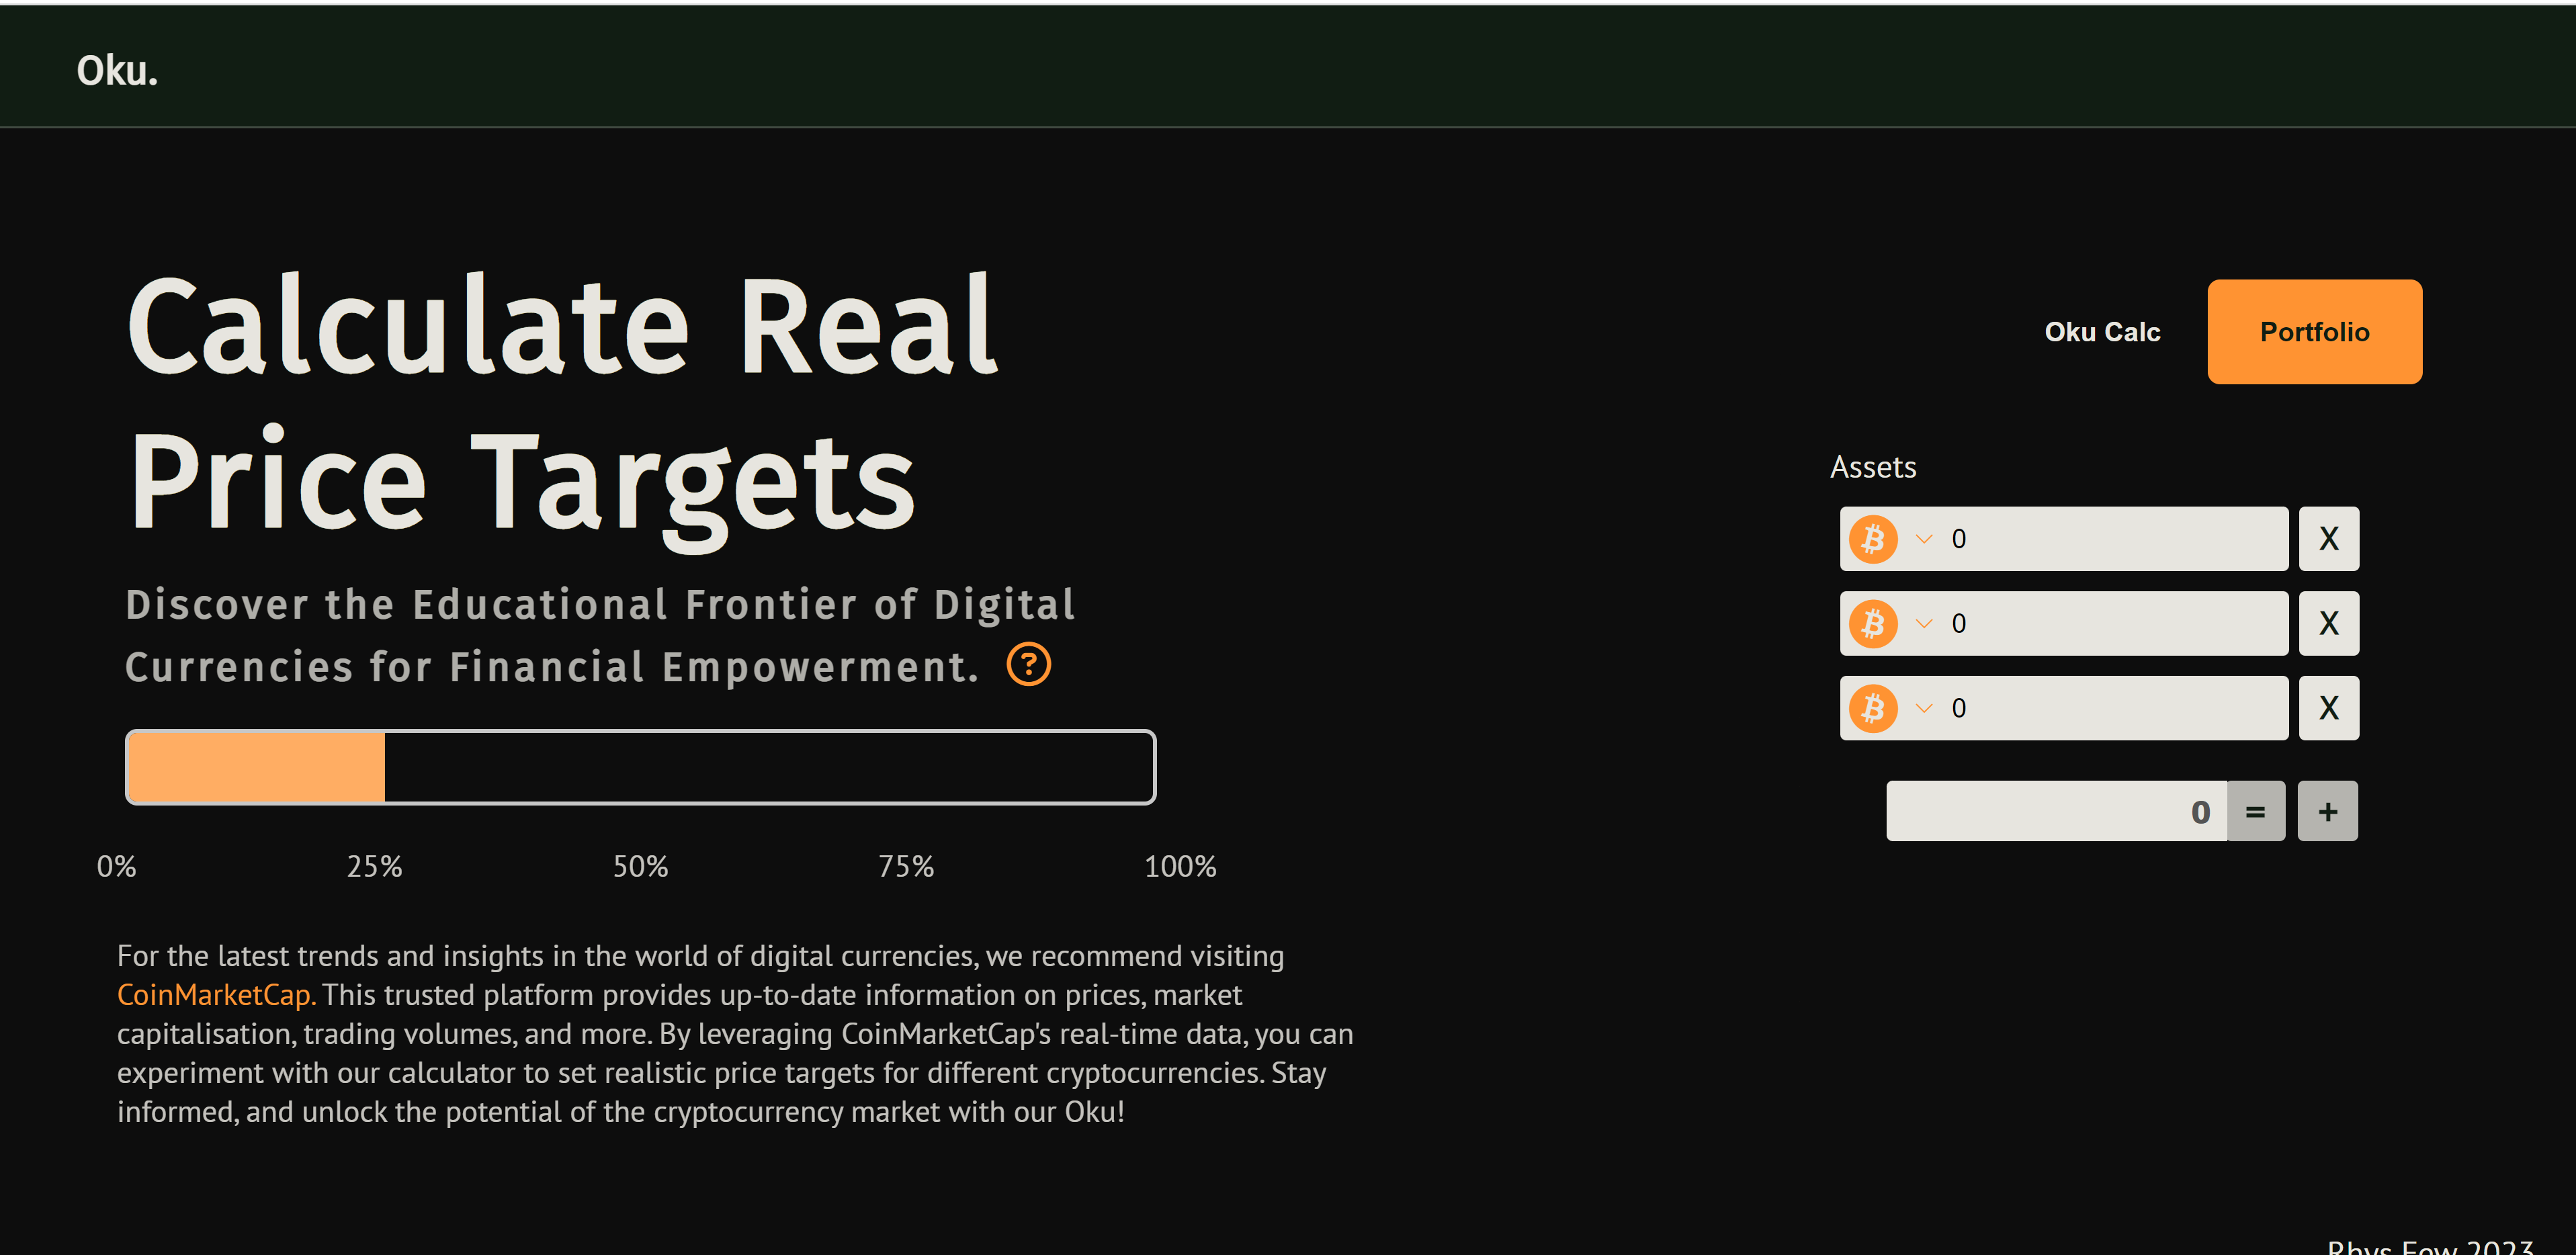 Oku.
Calculate Real
Price Targets
Discover the Educational Frontier of Digital
Currencies for Financial Empowerment. ?
0% 25% 50% 75% 100%
For the latest trends and insights in the world of digital currencies, we recommend visiting
CoinMarketCap. This trusted platform provides up-to-date information on prices, market
capitalisation, trading volumes, and more. By leveraging CoinMarketCap's real-time data, you can
experiment with our calculator to set realistic price targets for different cryptocurrencies. Stay
informed, and unlock the potential of the cryptocurrency market with our Oku!
Oku Calc Portfolio
Assets
0 X
0 X
0 X
0 = +
Rhys Fow 2023